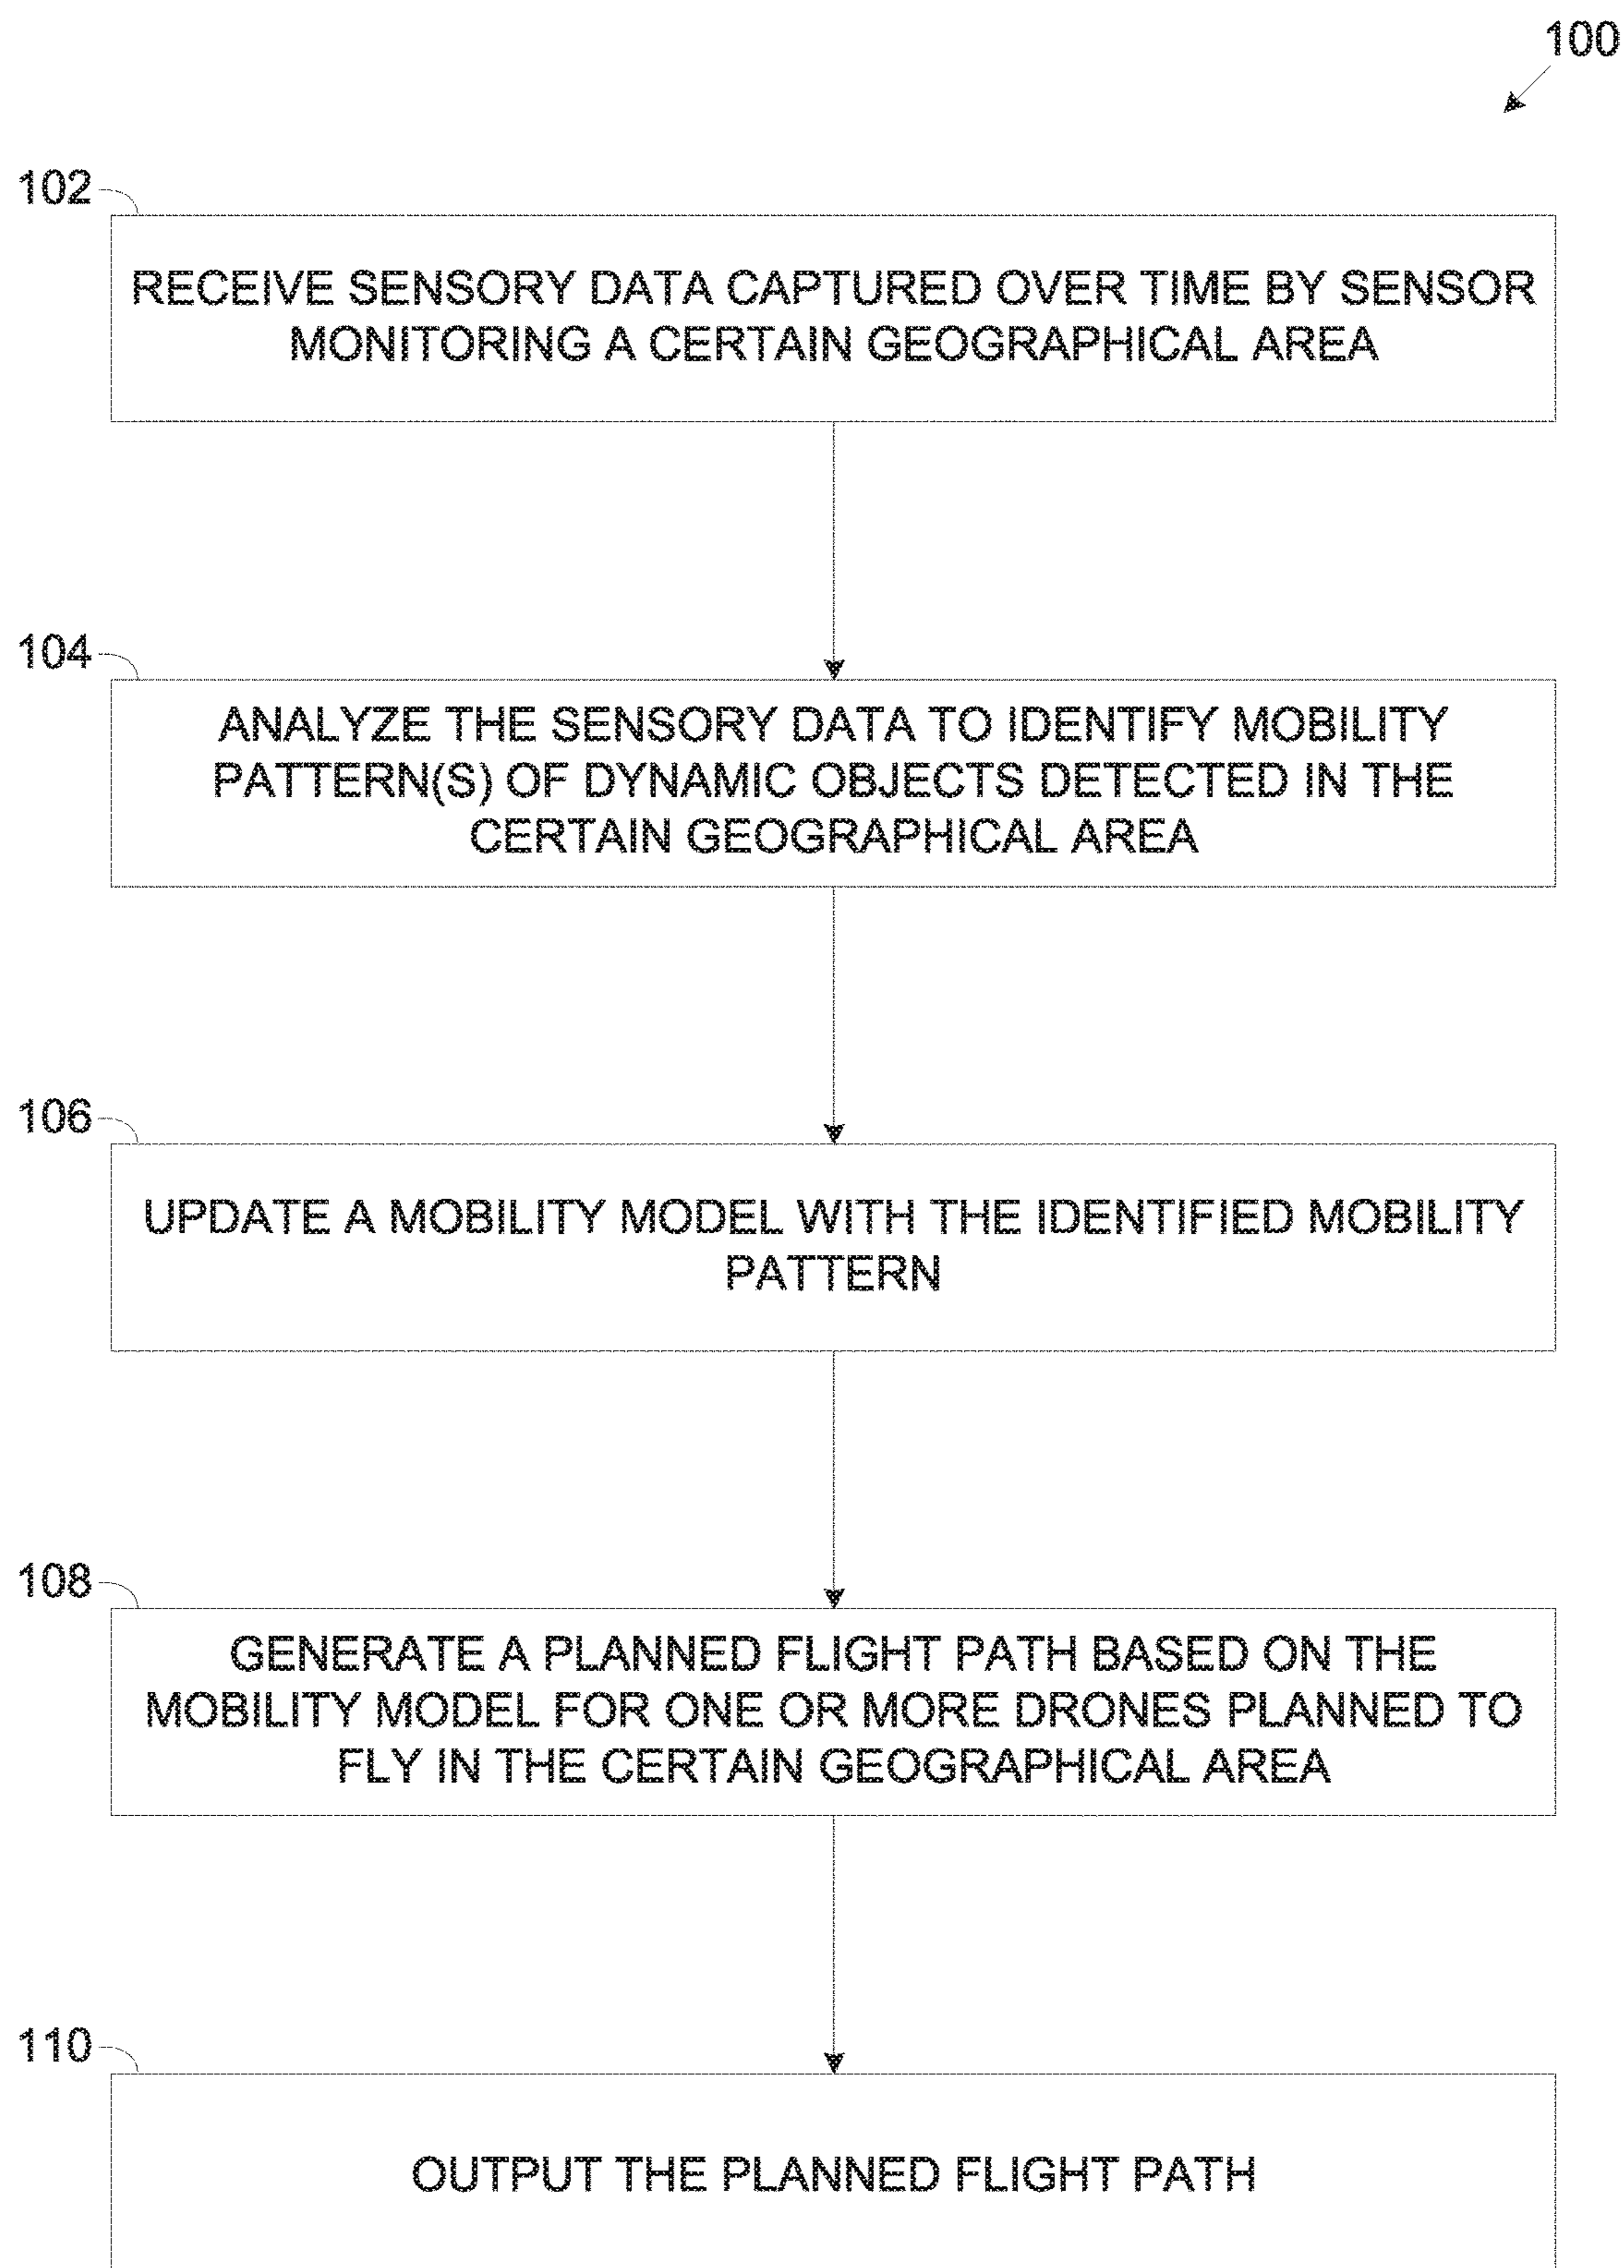 100
102
RECEIVE SENSORY DATA CAPTURED OVER TIME BY SENSOR
MONITORING A CERTAIN GEOGRAPHICAL AREA
104
ANALYZE THE SENSORY DATA TO IDENTIFY MOBILITY
PATTERN(S) OF DYNAMIC OBJECTS DETECTED IN THE
CERTAIN GEOGRAPHICAL AREA
106
UPDATE A MOBILITY MODEL WITH THE IDENTIFIED MOBILITY
PATTERN
108
GENERATE A PLANNED FLIGHT PATH BASED ON THE
MOBILITY MODEL FOR ONE OR MORE DRONES PLANNED TO
FLY IN THE CERTAIN GEOGRAPHICAL AREA
110
OUTPUT THE PLANNED FLIGHT PATH